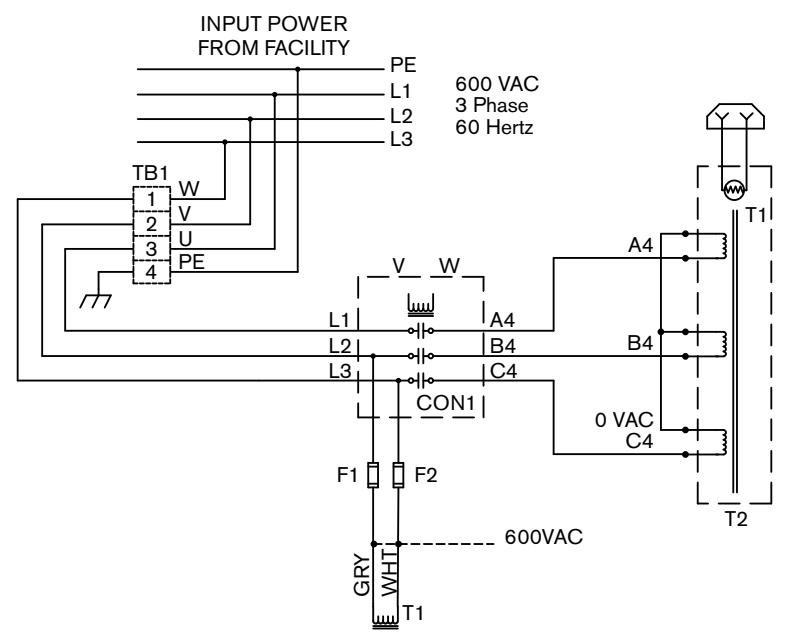 INPUT POWER
FROM FACILITY
PE
L1
L2
L3
600 VAC
3 Phase
60 Hertz
TB1
1 W
2 V
3 U
4 PE
T1
A4
V W
L1 A4
L2 B4
B4
L3 C4
CON1
0 VAC
C4
F1 F2
T2
600VAC
GRY
WHT
T1